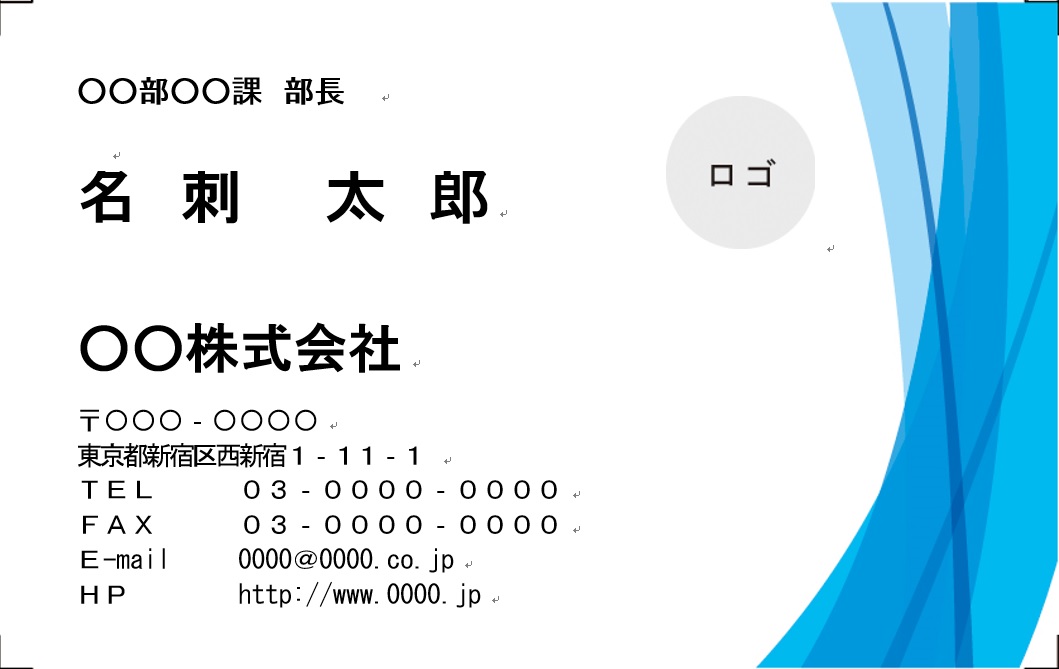 〇〇部〇〇課　部長
名　刺　　太　郎
ロゴ
〇〇株式会社
〒〇〇〇‐〇〇〇〇
東京都新宿区西新宿１‐１１‐１
ＴＥＬ　　　０３‐００００‐００００
ＦＡＸ　　　０３‐００００‐００００
Ｅ-mail　　　0000@0000.co.jp
ＨＰ　　　　http://www.0000.jp